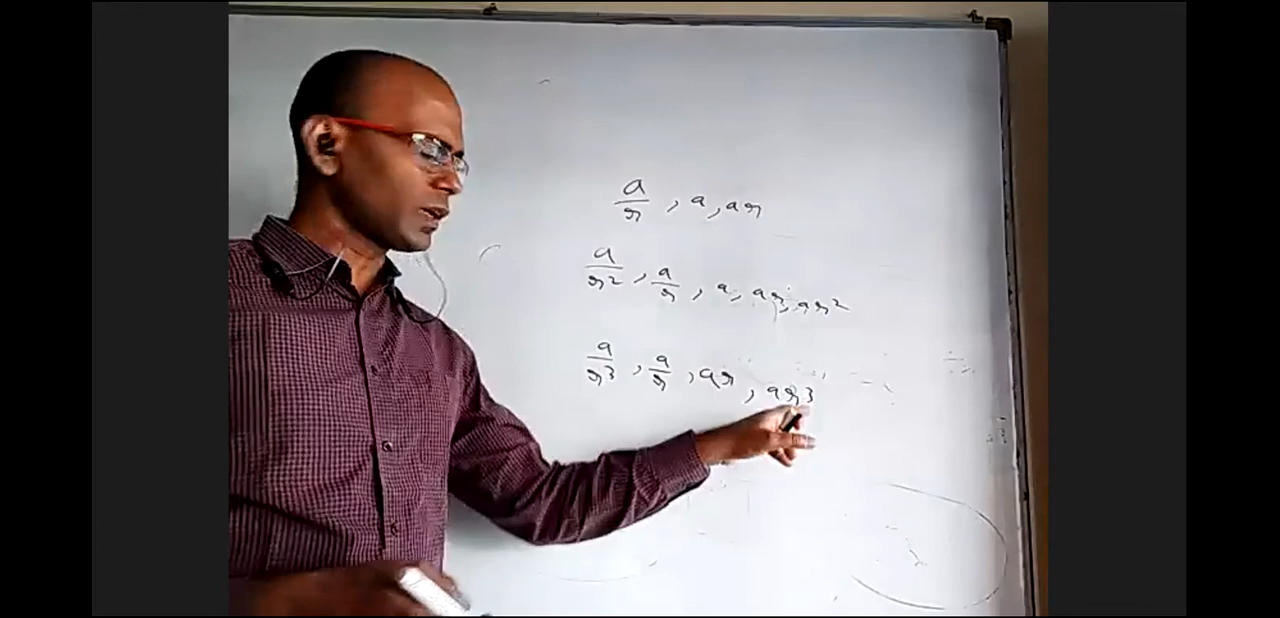 a/r, a, ar
a/r², a/r, a, ar, ar²
a/r³, a/r, ar, ar³